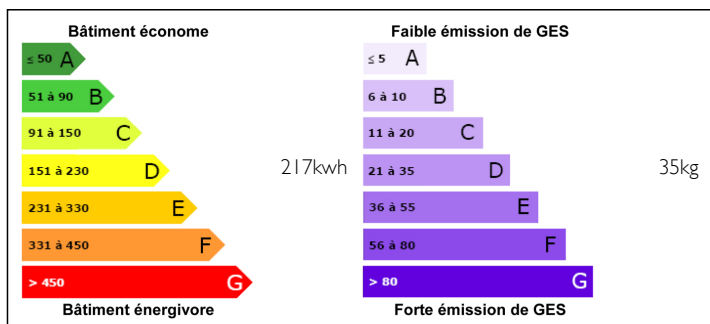 Bâtiment économe
≤ 50 A
51 à 90 B
91 à 150 C
151 à 230 D
217kwh
231 à 330 E
331 à 450 F
> 450 G
Bâtiment énergivore
Faible émission de GES
≤ 5 A
6 à 10 B
11 à 20 C
21 à 35 D
35kg
36 à 55 E
56 à 80 F
> 80 G
Forte émission de GES